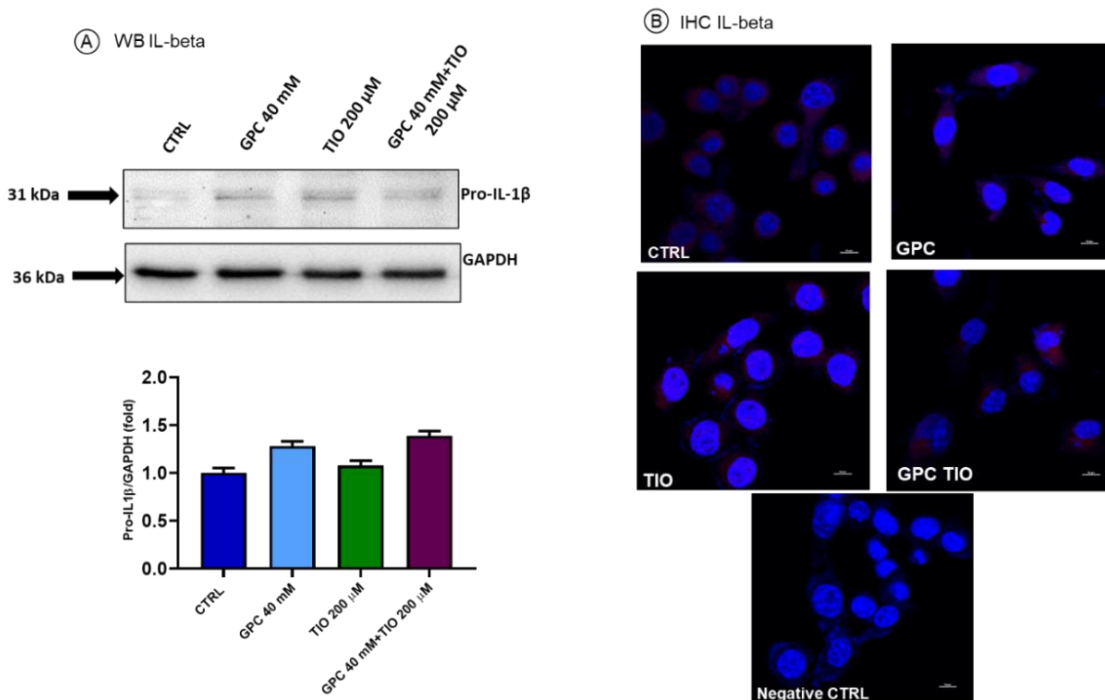 A WB IL-beta
CTRL
GPC 40 mM
TIO 200 µM
GPC 40 mM+TIO
200 µM
31 kDa
Pro-IL-1β
36 kDa
GAPDH
Pro-IL1β/GAPDH (fold)
2.0
1.5
1.0
0.5
0.0
CTRL
GPC 40 mM
TIO 200 µM
GPC 40 mM+TIO 200 µM
B IHC IL-beta
CTRL
GPC
TIO
GPC TIO
Negative CTRL